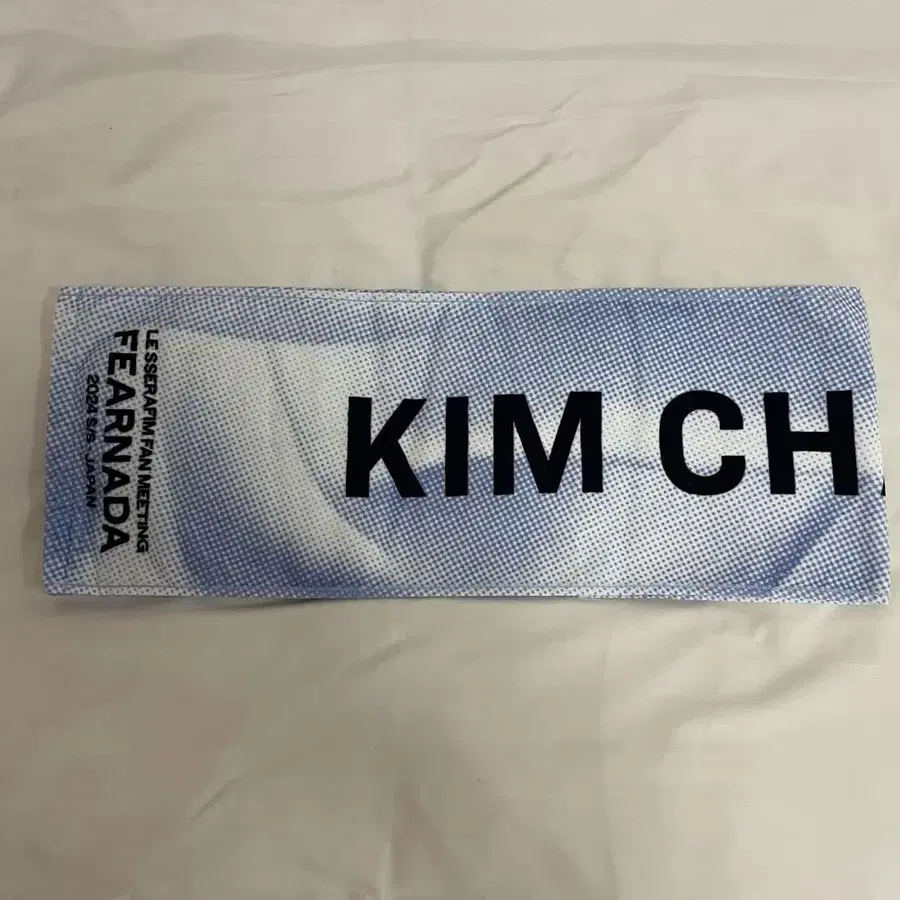 LE SSERAFIM FAN MEETING
FEARNADA
2024 S/S - JAPAN
KIM CH